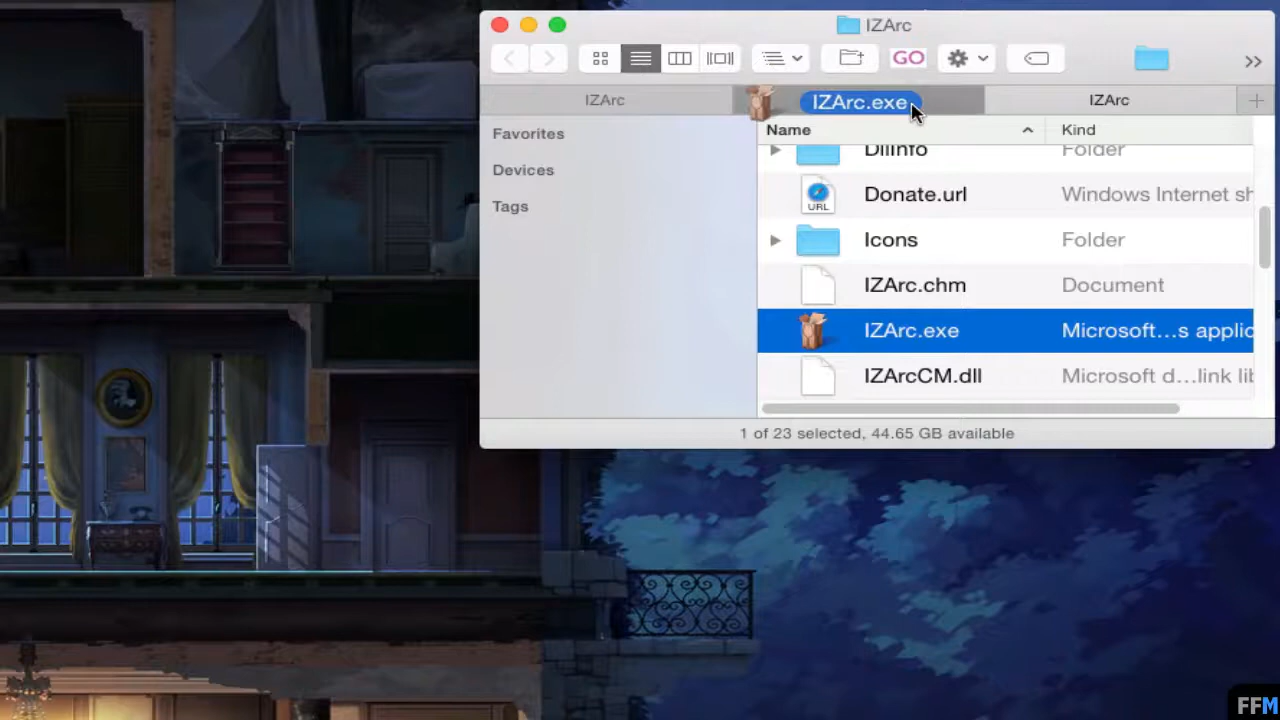 IZArc
GO
IZArc
IZArc.exe
IZArc
Favorites
Devices
Tags
Name
Kind
DllInfo
Folder
Donate.url
Windows Internet sh
URL
Icons
Folder
IZArc.chm
Document
IZArc.exe
Microsoft...s applic
IZArcCM.dll
Microsoft d...link lib
1 of 23 selected, 44.65 GB available
FFM